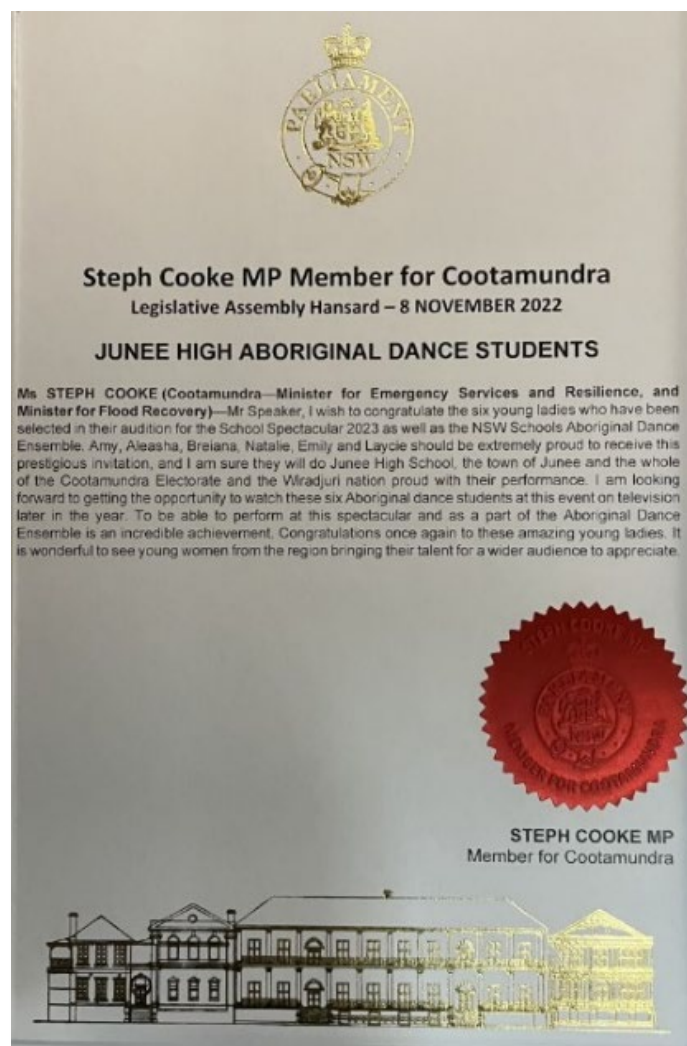 PARLIAMENT
NSW
Steph Cooke MP Member for Cootamundra
Legislative Assembly Hansard – 8 NOVEMBER 2022
JUNEE HIGH ABORIGINAL DANCE STUDENTS
Ms STEPH COOKE (Cootamundra—Minister for Emergency Services and Resilience, and
Minister for Flood Recovery)—Mr Speaker, I wish to congratulate the six young ladies who have been
selected in their audition for the School Spectacular 2023 as well as the NSW Schools Aboriginal Dance
Ensemble. Amy, Aleasha, Breiana, Natalie, Emily and Laycie should be extremely proud to receive this
prestigious invitation, and I am sure they will do Junee High School, the town of Junee and the whole
of the Cootamundra Electorate and the Wiradjuri nation proud with their performance. I am looking
forward to getting the opportunity to watch these six Aboriginal dance students at this event on television
later in the year. To be able to perform at this spectacular and as a part of the Aboriginal Dance
Ensemble is an incredible achievement. Congratulations once again to these amazing young ladies. It
is wonderful to see young women from the region bringing their talent for a wider audience to appreciate.
STEPH COOKE MP
PARLIAMENT
NSW
MEMBER FOR COOTAMUNDRA
STEPH COOKE MP
Member for Cootamundra